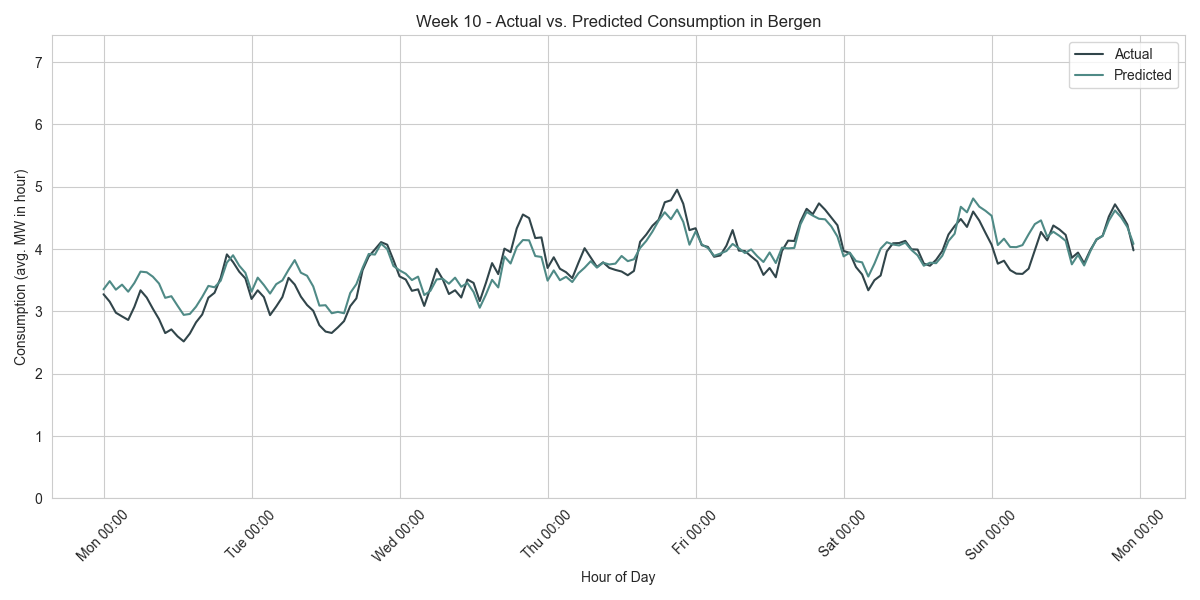 Week 10 - Actual vs. Predicted Consumption in Bergen
Actual
Predicted
Consumption (avg. MW in hour)
7
6
5
4
3
2
1
0
Mon 00:00
Tue 00:00
Wed 00:00
Thu 00:00
Fri 00:00
Sat 00:00
Sun 00:00
Mon 00:00
Hour of Day